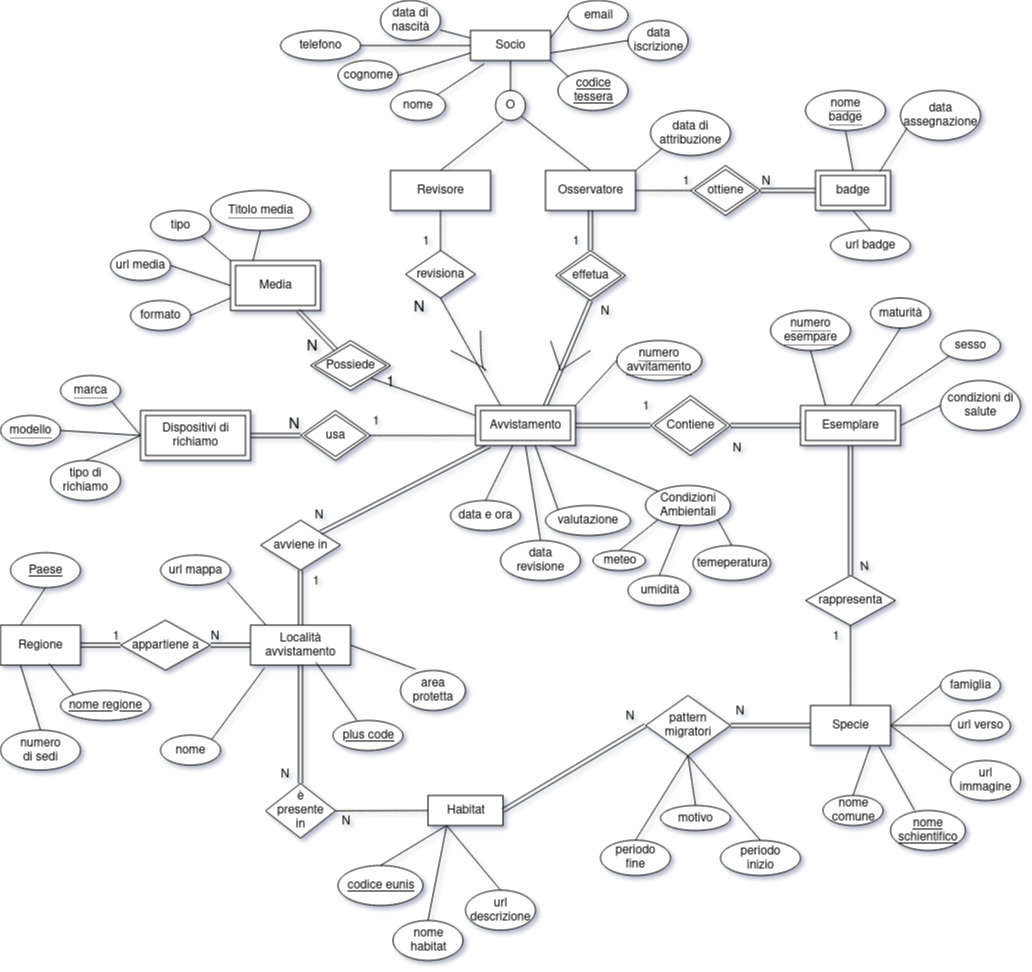 data di
nascità
email
telefono
Socio
data
iscrizione
cognome
nome
codice
tessera
O
nome
badge
data
assegnazione
data di
attribuzione
Revisore
Osservatore
1
ottiene
N
badge
url badge
Titolo media
tipo
url media
Media
formato
1
revisiona
N
1
effetua
N
N
Possiede
1
numero
avvitamento
numero
esempare
maturità
sesso
condizioni di
salute
marca
modello
tipo di
richiamo
Dispositivi di
richiamo
N
usa
1
Avvistamento
1
Contiene
N
Esemplare
data e ora
valutazione
data
revisione
Condizioni
Ambientali
meteo
umidità
temeperatura
N
avviene in
1
N
rappresenta
1
Paese
url mappa
Regione
1
appartiene a
N
Località
avvistamento
nome regione
numero
di sedi
nome
plus code
area
protetta
N
è
presente
in
N
Habitat
codice eunis
nome
habitat
url
descrizione
N
pattern
migratori
N
periodo
fine
motivo
periodo
inizio
Specie
famiglia
url verso
url
immagine
nome
comune
nome
schientifico